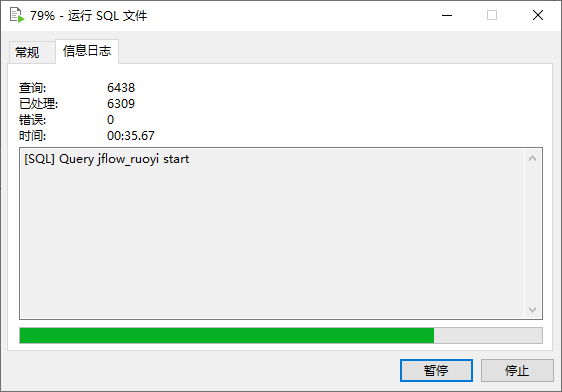 79% - 运行 SQL 文件
常规
信息日志
查询: 6438
已处理: 6309
错误: 0
时间: 00:35.67
[SQL] Query jflow_ruoyi start
暂停
停止